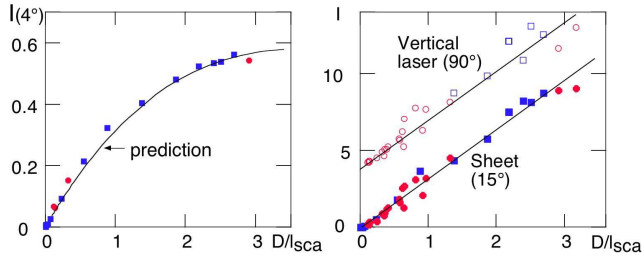 I(4°)
0.6
0.4
0.2
0
prediction
0 1 2 3 D/lsca
I
10
5
0
Vertical
laser (90°)
Sheet
(15°)
0 1 2 3 D/lsca